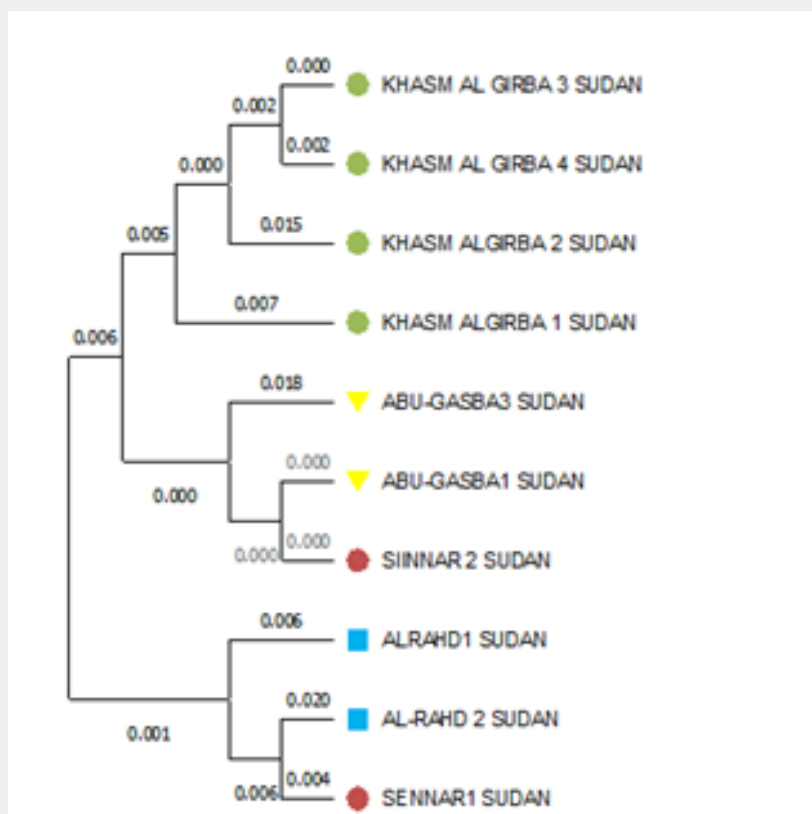 0.000
KHASM AL GIRBA 3 SUDAN
0.002
0.002
KHASM AL GIRBA 4 SUDAN
0.000
0.015
KHASM ALGIRBA 2 SUDAN
0.005
0.007
KHASM ALGIRBA 1 SUDAN
0.006
0.018
ABU-GASBA3 SUDAN
0.000
0.000
ABU-GASBA1 SUDAN
0.000
0.000
SIINNAR 2 SUDAN
0.006
ALRAHD1 SUDAN
0.001
0.020
AL-RAHD 2 SUDAN
0.006
0.004
SENNAR1 SUDAN